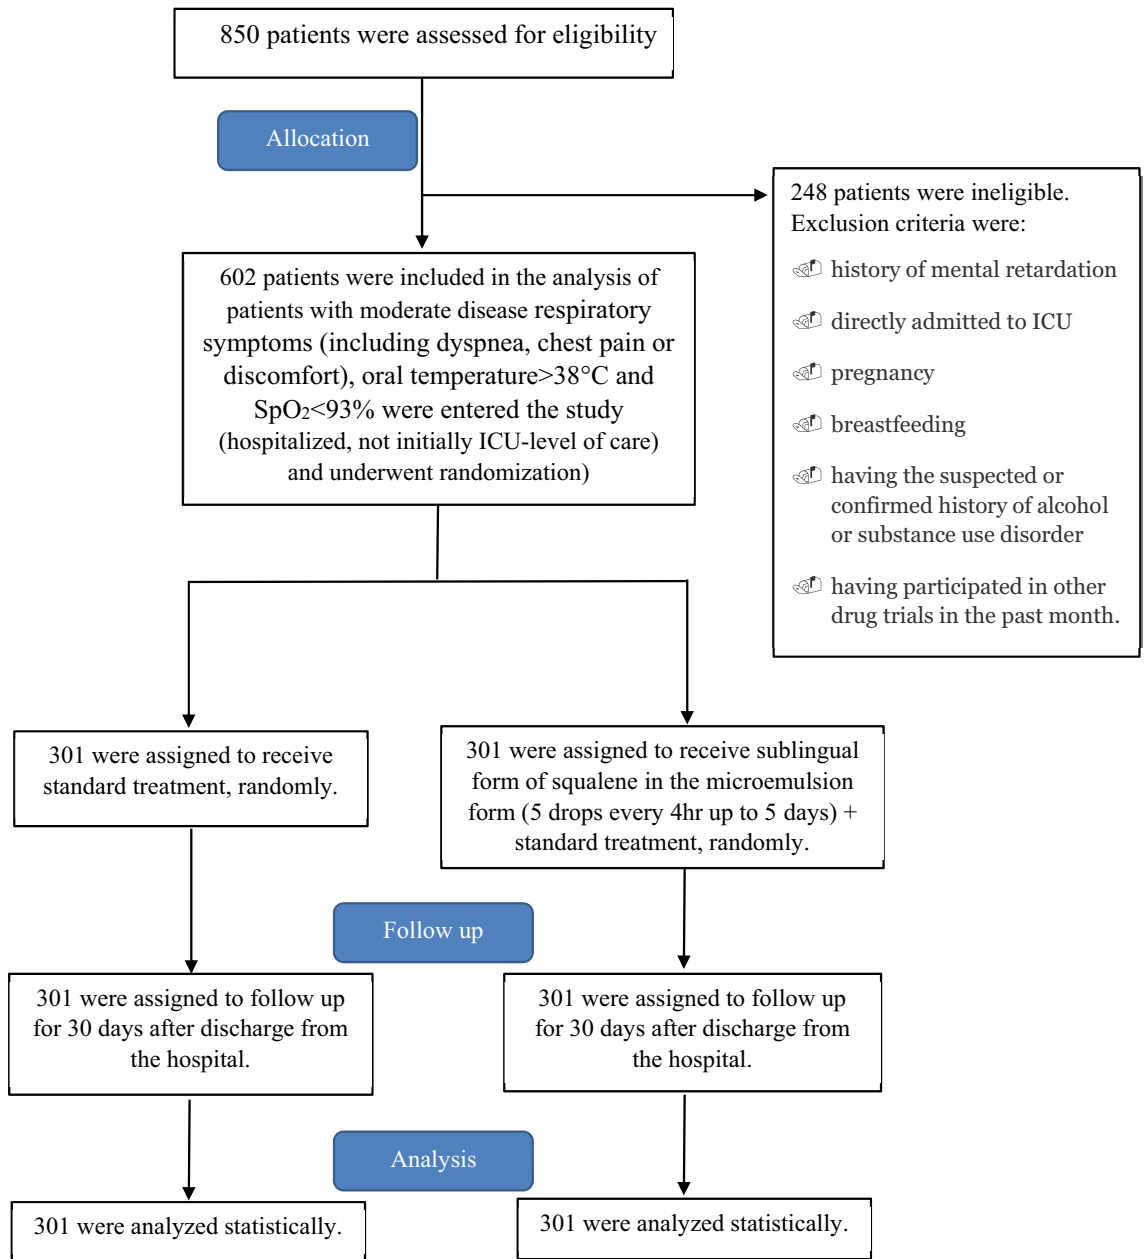 850 patients were assessed for eligibility
Allocation
248 patients were ineligible.
Exclusion criteria were:
history of mental retardation
directly admitted to ICU
pregnancy
breastfeeding
having the suspected or
confirmed history of alcohol
or substance use disorder
having participated in other
drug trials in the past month.
602 patients were included in the analysis of
patients with moderate disease respiratory
symptoms (including dyspnea, chest pain or
discomfort), oral temperature>38°C and
SpO₂<93% were entered the study
(hospitalized, not initially ICU-level of care)
and underwent randomization)
301 were assigned to receive
standard treatment, randomly.
301 were assigned to receive sublingual
form of squalene in the microemulsion
form (5 drops every 4hr up to 5 days) +
standard treatment, randomly.
Follow up
301 were assigned to follow up
for 30 days after discharge from
the hospital.
301 were assigned to follow up
for 30 days after discharge from
the hospital.
Analysis
301 were analyzed statistically.
301 were analyzed statistically.